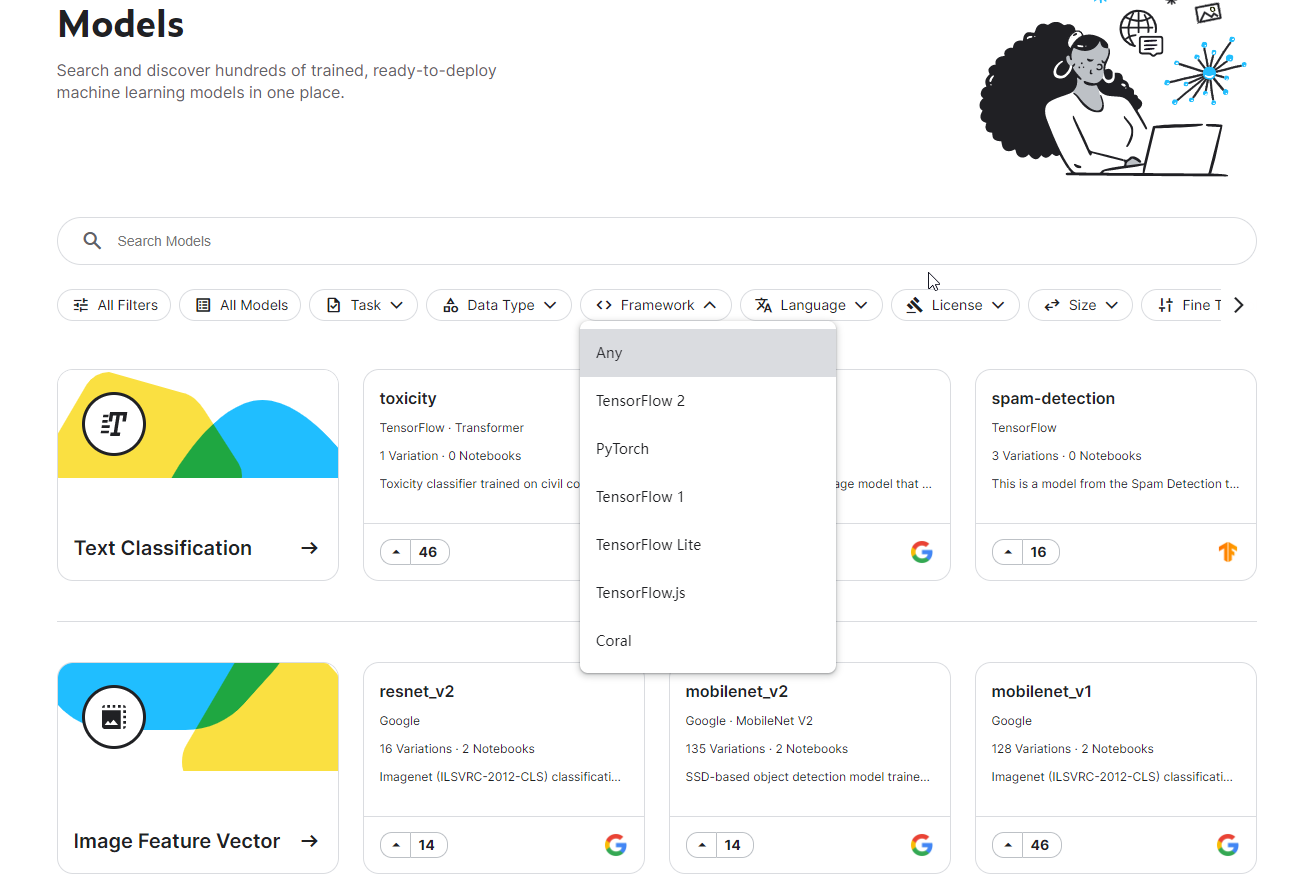 Models
Search and discover hundreds of trained, ready-to-deploy
machine learning models in one place.
Search Models
All Filters
All Models
Task
Data Type
Framework
Language
License
Size
Fine T
Any
TensorFlow 2
PyTorch
TensorFlow 1
TensorFlow Lite
TensorFlow.js
Coral
Text Classification
toxicity
TensorFlow · Transformer
1 Variation · 0 Notebooks
Toxicity classifier trained on civil co
46
age model that ...
spam-detection
TensorFlow
3 Variations · 0 Notebooks
This is a model from the Spam Detection t...
16
Image Feature Vector
resnet_v2
Google
16 Variations · 2 Notebooks
Imagenet (ILSVRC-2012-CLS) classificati...
14
mobilenet_v2
Google · MobileNet V2
135 Variations · 2 Notebooks
SSD-based object detection model traine...
14
mobilenet_v1
Google
128 Variations · 2 Notebooks
Imagenet (ILSVRC-2012-CLS) classificati...
46